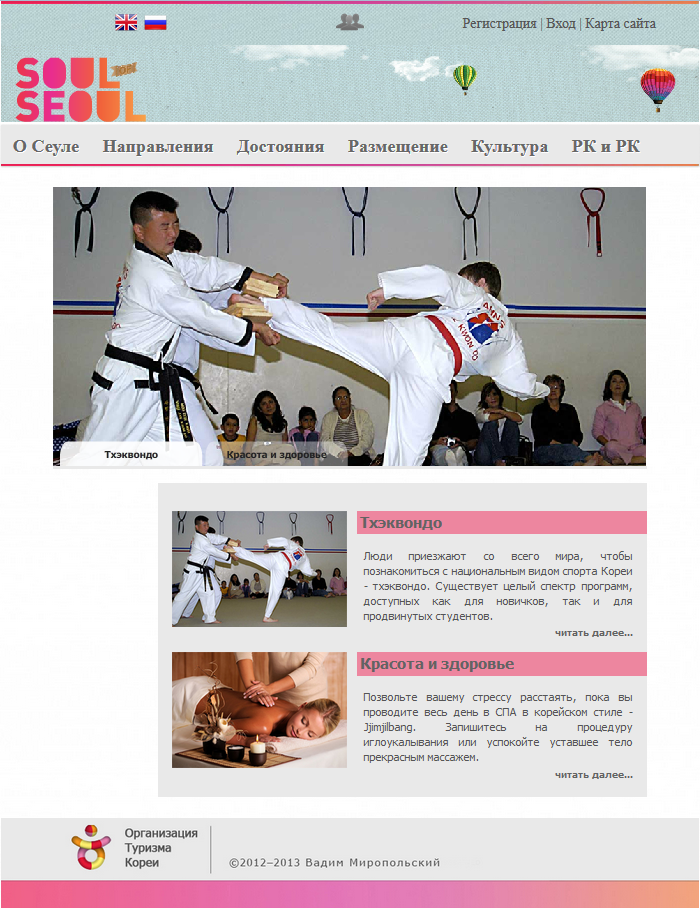 Регистрация | Вход | Карта сайта
SOUL
SEOUL
О Сеуле Направления Достояния Размещение Культура РК и РК
KWON DO
Тхэквондо Красота и здоровье
Тхэквондо
Люди приезжают со всего мира, чтобы
познакомиться с национальным видом спорта Кореи
- тхэквондо. Существует целый спектр программ,
доступных как для новичков, так и для
продвинутых студентов.
читать далее...
Красота и здоровье
Позвольте вашему стрессу расстаять, пока вы
проводите весь день в СПА в корейском стиле -
Jjimjilbang. Запишитесь на процедуру
иглоукалывания или успокойте уставшее тело
прекрасным массажем.
читать далее...
Организация
Туризма
Кореи
©2012–2013 Вадим Миропольский